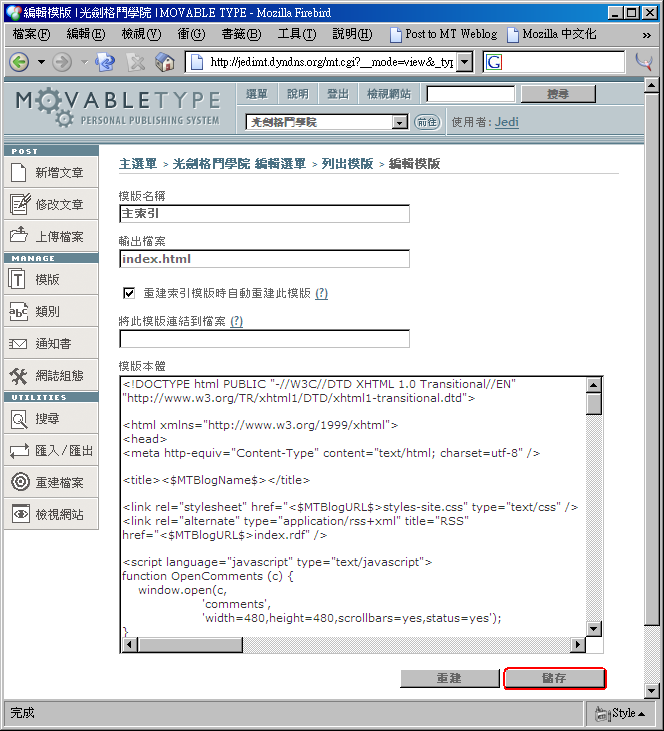 編輯模版 | 光劍格鬥學院 | MOVABLE TYPE - Mozilla Firebird
檔案(F) 編輯(E) 檢視(V) 衝(G) 書籤(B) 工具(T) 說明(H) Post to MT Weblog Mozilla 中文化 »
http://jedimt.dyndns.org/mt.cgi?__mode=view&_typ G
MOVABLETYPE
PERSONAL PUBLISHING SYSTEM
選單 說明 登出 檢視網站 搜尋
光劍格鬥學院 前往 使用者: Jedi
POST
新增文章
修改文章
上傳檔案
MANAGE
模版
類別
通知書
網誌組態
UTILITIES
搜尋
匯入/匯出
重建檔案
檢視網站
主選單 > 光劍格鬥學院 編輯選單 > 列出模版 > 編輯模版
模版名稱
主索引
輸出檔案
index.html
重建索引模版時自動重建此模版 (?)
將此模版連結到檔案 (?)
模版本體
<!DOCTYPE html PUBLIC "-//W3C//DTD XHTML 1.0 Transitional//EN"
"http://www.w3.org/TR/xhtml1/DTD/xhtml1-transitional.dtd">
<html xmlns="http://www.w3.org/1999/xhtml">
<head>
<meta http-equiv="Content-Type" content="text/html; charset=utf-8" />
<title><$MTBlogName$></title>
<link rel="stylesheet" href="<$MTBlogURL$>styles-site.css" type="text/css" />
<link rel="alternate" type="application/rss+xml" title="RSS"
href="<$MTBlogURL$>index.rdf" />
<script language="javascript" type="text/javascript">
function OpenComments (c) {
window.open(c,
'comments',
'width=480,height=480,scrollbars=yes,status=yes');
}
重建 儲存
完成 Style